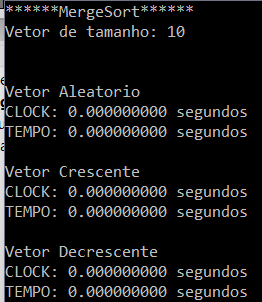 ******MergeSort******
Vetor de tamanho: 10
Vetor Aleatorio
CLOCK: 0.000000000 segundos
TEMPO: 0.000000000 segundos
Vetor Crescente
CLOCK: 0.000000000 segundos
TEMPO: 0.000000000 segundos
Vetor Decrescente
CLOCK: 0.000000000 segundos
TEMPO: 0.000000000 segundos